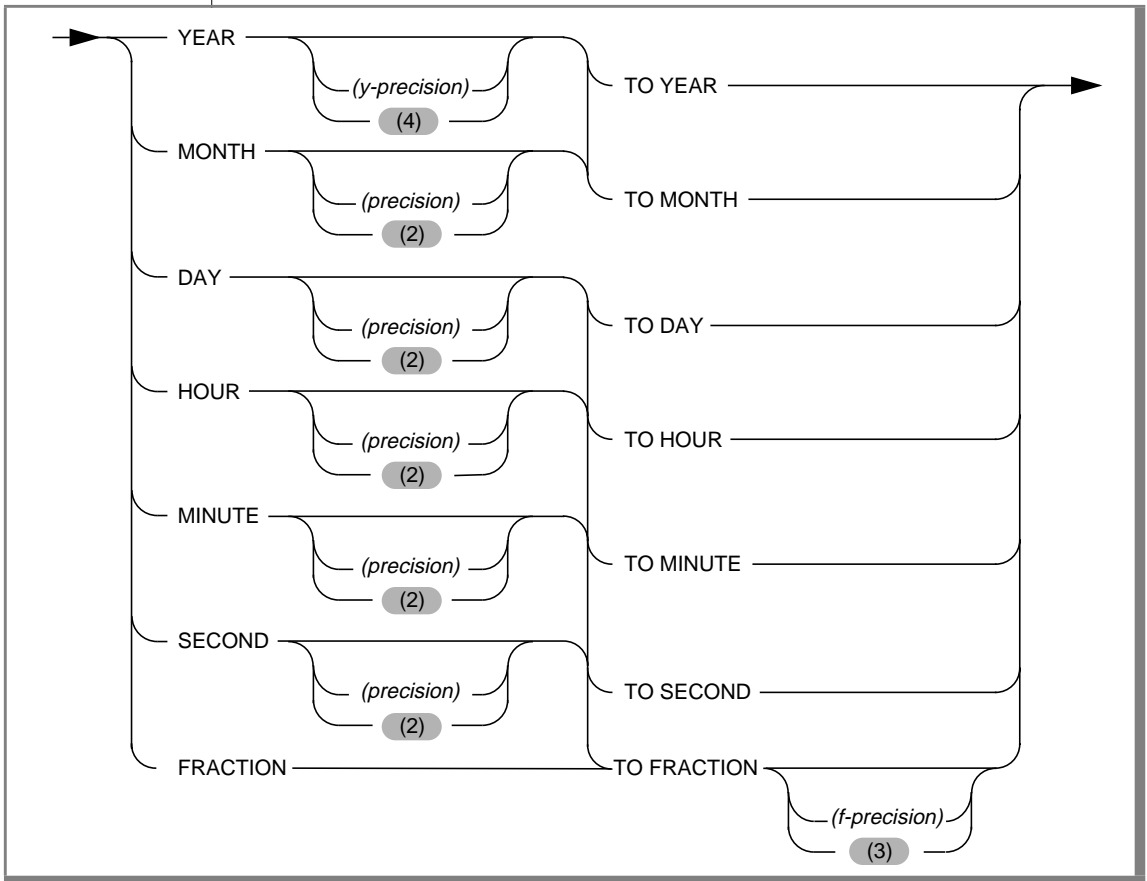 YEAR
(y-precision)
TO YEAR
(4)
MONTH
(precision)
TO MONTH
(2)
DAY
(precision)
TO DAY
(2)
HOUR
(precision)
TO HOUR
(2)
MINUTE
(precision)
TO MINUTE
(2)
SECOND
(precision)
TO SECOND
(2)
FRACTION
TO FRACTION
(f-precision)
(3)